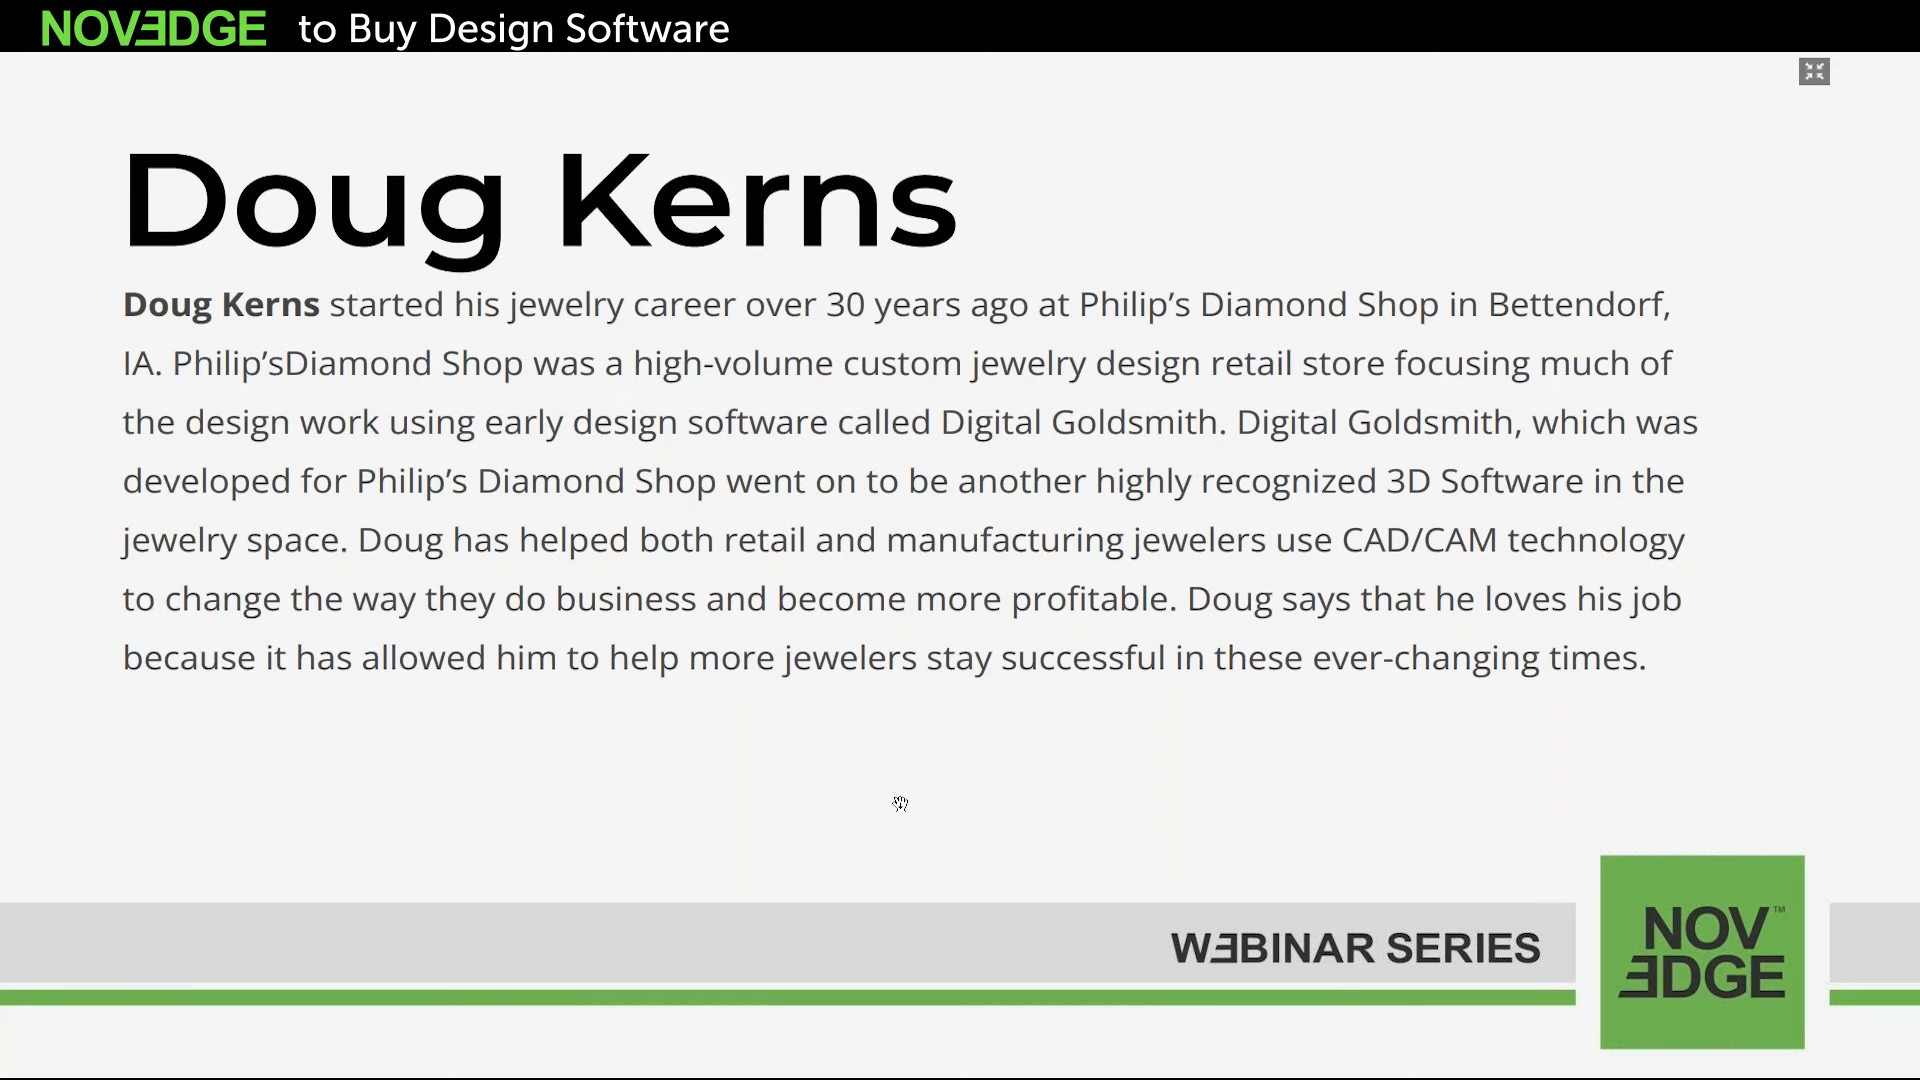 NOVEDGE to Buy Design Software
Doug Kerns
Doug Kerns started his jewelry career over 30 years ago at Philip’s Diamond Shop in Bettendorf,
IA. Philip’sDiamond Shop was a high-volume custom jewelry design retail store focusing much of
the design work using early design software called Digital Goldsmith. Digital Goldsmith, which was
developed for Philip’s Diamond Shop went on to be another highly recognized 3D Software in the
jewelry space. Doug has helped both retail and manufacturing jewelers use CAD/CAM technology
to change the way they do business and become more profitable. Doug says that he loves his job
because it has allowed him to help more jewelers stay successful in these ever-changing times.
WEBINAR SERIES
NOV™
EDGE